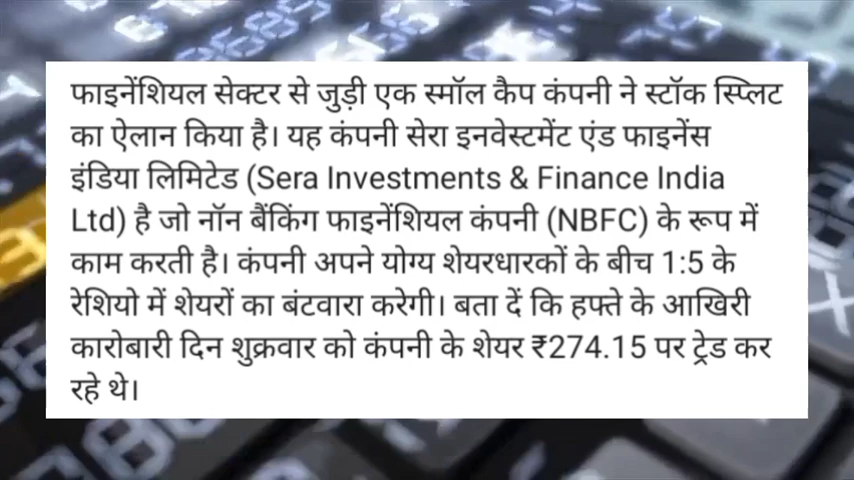 फाइनेंशियल सेक्टर से जुड़ी एक स्मॉल कैप कंपनी ने स्टॉक स्प्लिट
का ऐलान किया है। यह कंपनी सेरा इनवेस्टमेंट एंड फाइनेंस
इंडिया लिमिटेड (Sera Investments & Finance India
Ltd) है जो नॉन बैंकिंग फाइनेंशियल कंपनी (NBFC) के रूप में
काम करती है। कंपनी अपने योग्य शेयरधारकों के बीच 1:5 के
रेशियो में शेयरों का बंटवारा करेगी। बता दें कि हफ्ते के आखिरी
कारोबारी दिन शुक्रवार को कंपनी के शेयर ₹274.15 पर ट्रेड कर
रहे थे।